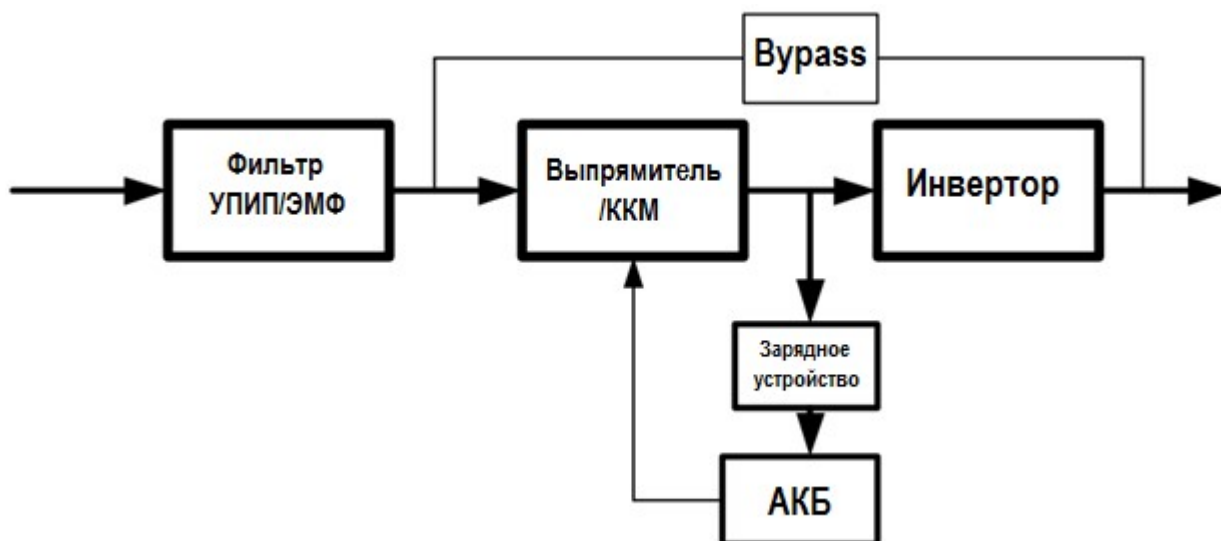 Bypass
Фильтр
УПИП/ЭМФ
Выпрямитель
/ККМ
Инвертор
Зарядное
устройство
АКБ